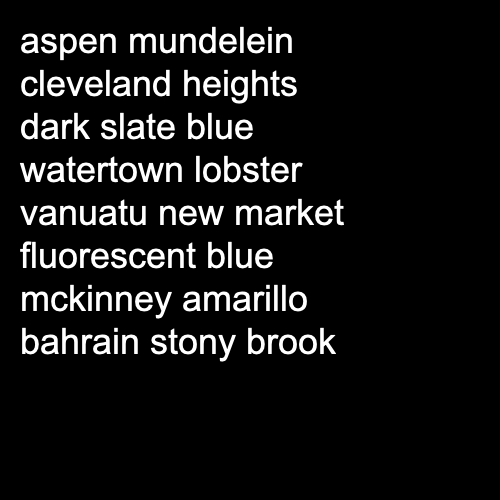 aspen mundelein
cleveland heights
dark slate blue
watertown lobster
vanuatu new market
fluorescent blue
mckinney amarillo
bahrain stony brook